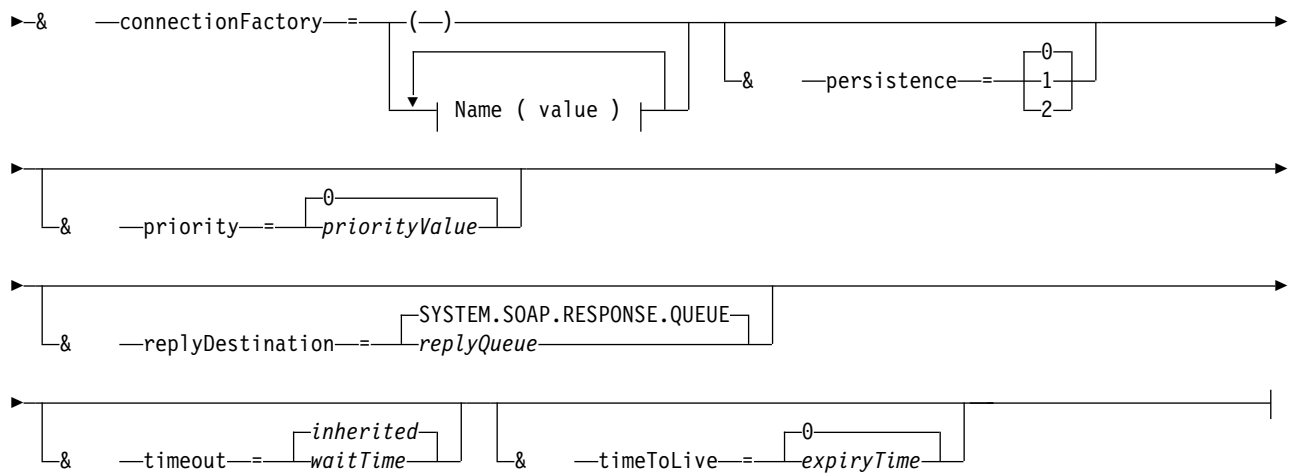 & connectionFactory = ( )
Name ( value )
& persistence = 0
1
2
& priority = 0
priorityValue
& replyDestination = SYSTEM.SOAP.RESPONSE.QUEUE
replyQueue
& timeout = inherited
waitTime
& timeToLive = 0
expiryTime